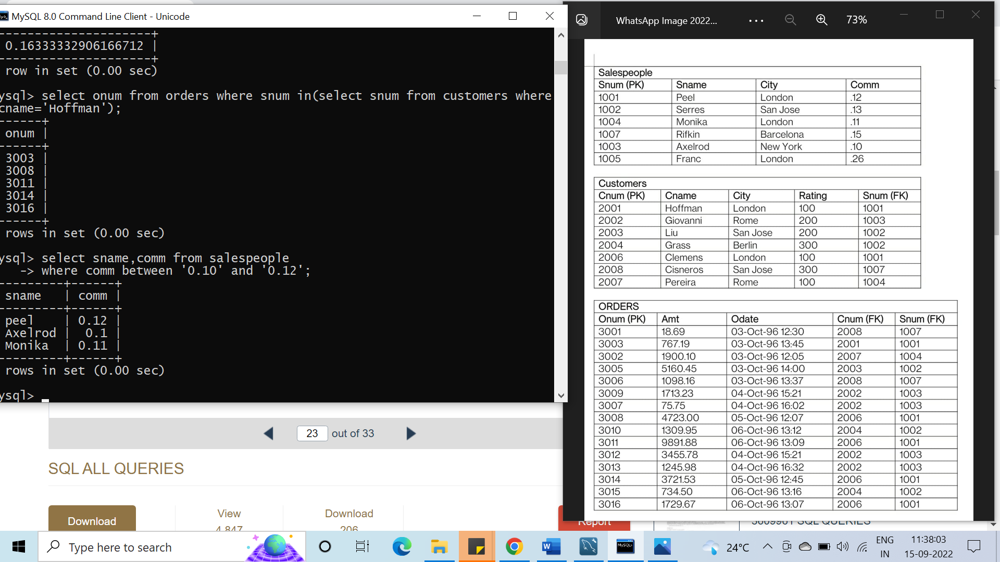 MySQL 8.0 Command Line Client - Unicode
---------------------+
0.16333332906166712 |
---------------------+
row in set (0.00 sec)
ysql> select onum from orders where snum in(select snum from customers where
cname='Hoffman');
------+
onum |
------+
3003 |
3008 |
3011 |
3014 |
3016 |
------+
rows in set (0.00 sec)
ysql> select sname,comm from salespeople
-> where comm between '0.10' and '0.12';
---------+------+
sname | comm |
---------+------+
peel | 0.12 |
Axelrod | 0.1 |
Monika | 0.11 |
---------+------+
rows in set (0.00 sec)
ysql>
23 out of 33
SQL ALL QUERIES
Download
View
4,847
Download
206
Report
WhatsApp Image 2022... ... 73%
Salespeople
Snum (PK) Sname City Comm
1001 Peel London .12
1002 Serres San Jose .13
1004 Monika London .11
1007 Rifkin Barcelona .15
1003 Axelrod New York .10
1005 Franc London .26
Customers
Cnum (PK) Cname City Rating Snum (FK)
2001 Hoffman London 100 1001
2002 Giovanni Rome 200 1003
2003 Liu San Jose 200 1002
2004 Grass Berlin 300 1002
2006 Clemens London 100 1001
2008 Cisneros San Jose 300 1007
2007 Pereira Rome 100 1004
ORDERS
Onum (PK) Amt Odate Cnum (FK) Snum (FK)
3001 18.69 03-Oct-96 12:30 2008 1007
3003 767.19 03-Oct-96 13:45 2001 1001
3002 1900.10 03-Oct-96 12:05 2007 1004
3005 5160.45 03-Oct-96 14:00 2003 1002
3006 1098.16 03-Oct-96 13:37 2008 1007
3009 1713.23 04-Oct-96 15:21 2002 1003
3007 75.75 04-Oct-96 16:02 2002 1003
3008 4723.00 05-Oct-96 12:07 2006 1001
3010 1309.95 06-Oct-96 13:12 2004 1002
3011 9891.88 06-Oct-96 13:09 2006 1001
3012 3455.78 04-Oct-96 15:21 2002 1003
3013 1245.98 04-Oct-96 16:32 2002 1003
3014 3721.53 05-Oct-96 12:45 2006 1001
3015 734.50 06-Oct-96 13:16 2004 1002
3016 1729.67 06-Oct-96 13:07 2006 1001
SQL QUERIES
Type here to search
W
MySQL
24°C
ENG
IN
11:38:03
15-09-2022